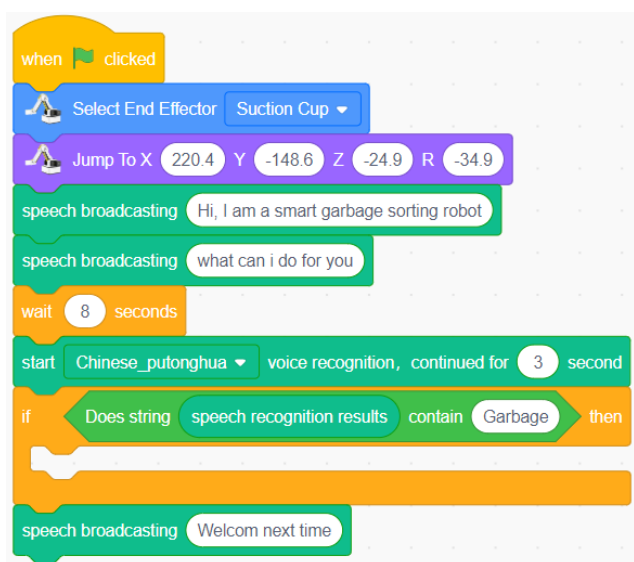 when clicked
Select End Effector Suction Cup
Jump To X 220.4 Y -148.6 Z -24.9 R -34.9
speech broadcasting Hi, I am a smart garbage sorting robot
speech broadcasting what can i do for you
wait 8 seconds
start Chinese_putonghua voice recognition, continued for 3 second
if Does string speech recognition results contain Garbage then
speech broadcasting Welcom next time